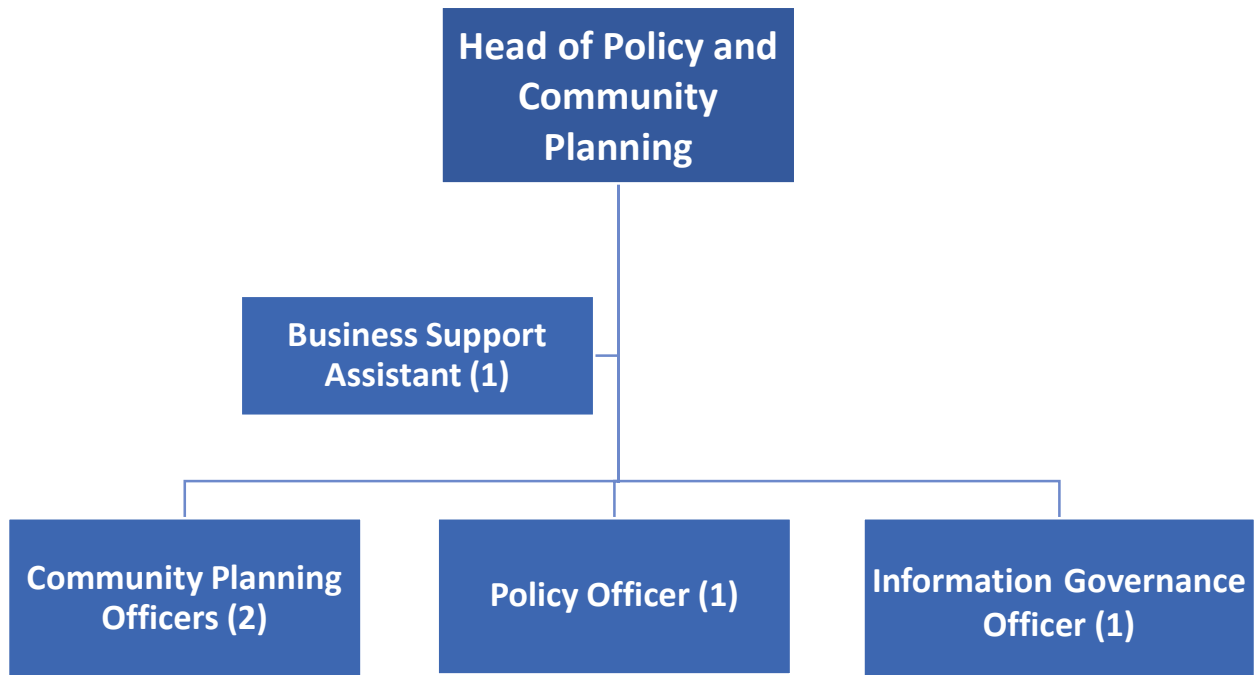 Head of Policy and
Community
Planning
Business Support
Assistant (1)
Community Planning
Officers (2)
Policy Officer (1)
Information Governance
Officer (1)